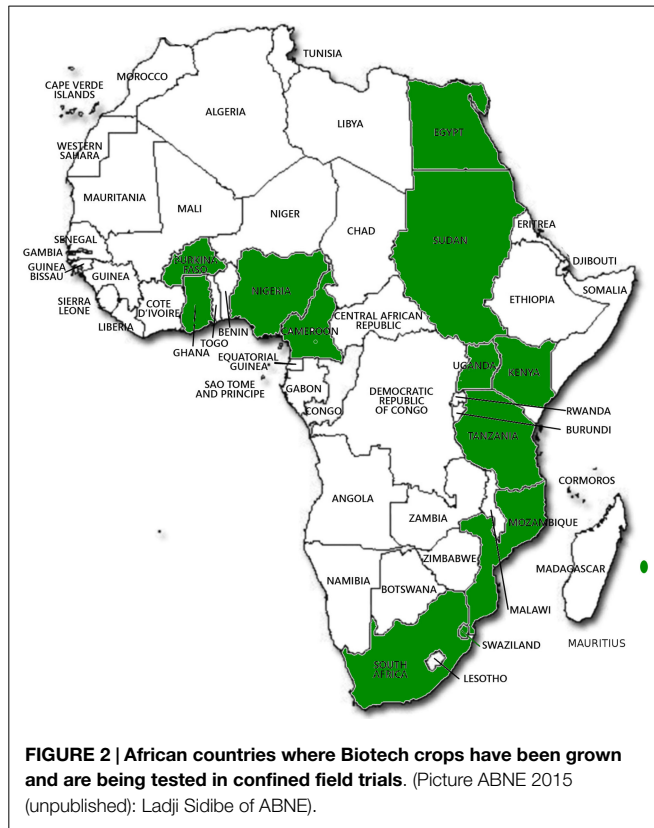 TUNISIA
MOROCCO
CAPE VERDE
ISLANDS
ALGERIA
LIBYA
EGYPT
WESTERN
SAHARA
MAURITANIA
MALI
NIGER
CHAD
SUDAN
ERITREA
SENEGAL
GAMBIA
GUINEA
BISSAU
GUINEA
BURKINA
FASO
NIGERIA
DJIBOUTI
SIERRA
LEONE
COTE
D'IVOIRE
LIBERIA
GHANA
TOGO
BENIN
CAMEROON
CENTRAL AFRICAN
REPUBLIC
ETHIOPIA
SOMALIA
EQUATORIAL
GUINEA
SAO TOME
AND PRINCIPE
GABON
CONGO
DEMOCRATIC
REPUBLIC
OF CONGO
UGANDA
KENYA
RWANDA
BURUNDI
TANZANIA
CORMOROS
ANGOLA
ZAMBIA
MOZAMBIQUE
ZIMBABWE
MADAGASCAR
NAMIBIA
BOTSWANA
MALAWI
MAURITIUS
SWAZILAND
SOUTH
AFRICA
LESOTHO
FIGURE 2 | African countries where Biotech crops have been grown
and are being tested in confined field trials. (Picture ABNE 2015
(unpublished): Ladji Sidibe of ABNE).